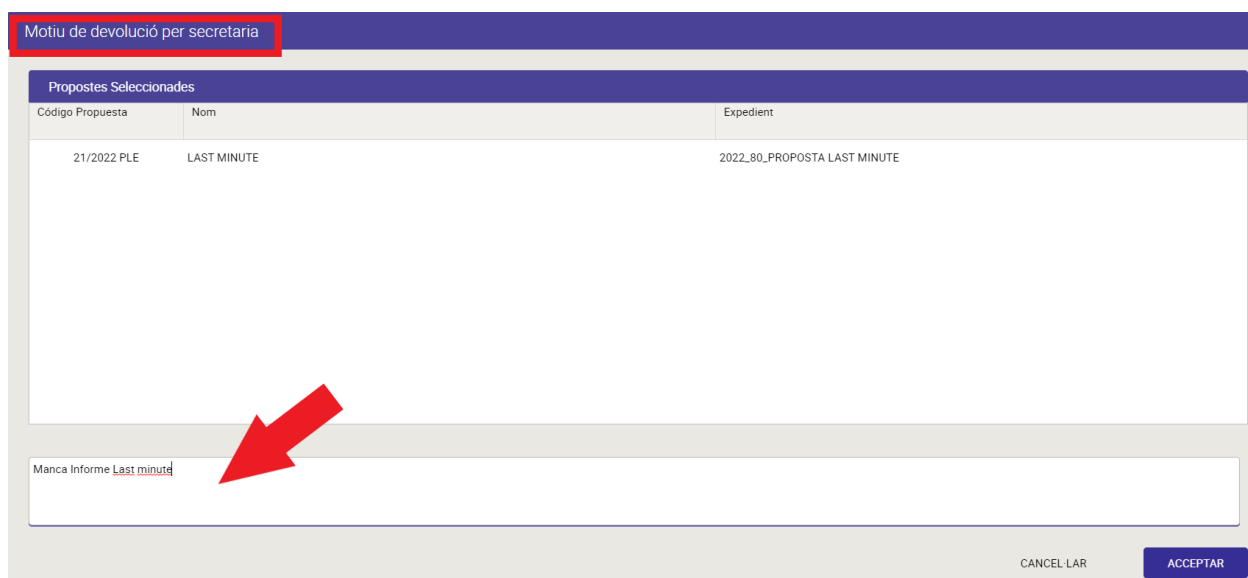 Motiu de devolució per secretaria
Propostes Seleccionades
Código Propuesta Nom Expedient
21/2022 PLE LAST MINUTE 2022_80_PROPOSTA LAST MINUTE
Manca Informe Last minute
CANCEL·LAR ACCEPTAR